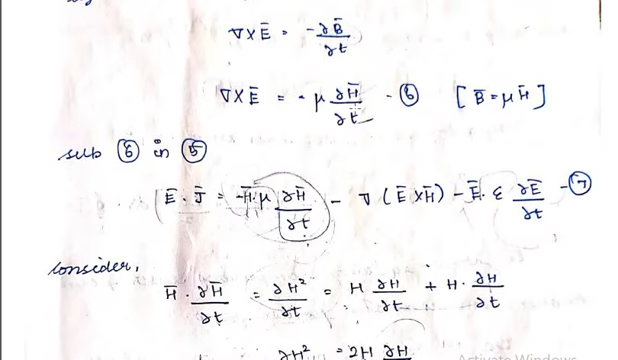 ∇×Ē = -∂B̄/∂t
∇×Ē = -μ ∂H̄/∂t - ⑥ [B̄ = μH̄]
sub ⑥ in ⑤
Ē . J̄ = -H̄.μ ∂H̄/∂t - ∇ (Ē×H̄) - Ē. ε ∂Ē/∂t - ⑦
consider,
H̄ . ∂H̄/∂t = ∂H²/∂t = H ∂H/∂t + H . ∂H/∂t
∂H² = 2H ∂H
Activate Windows